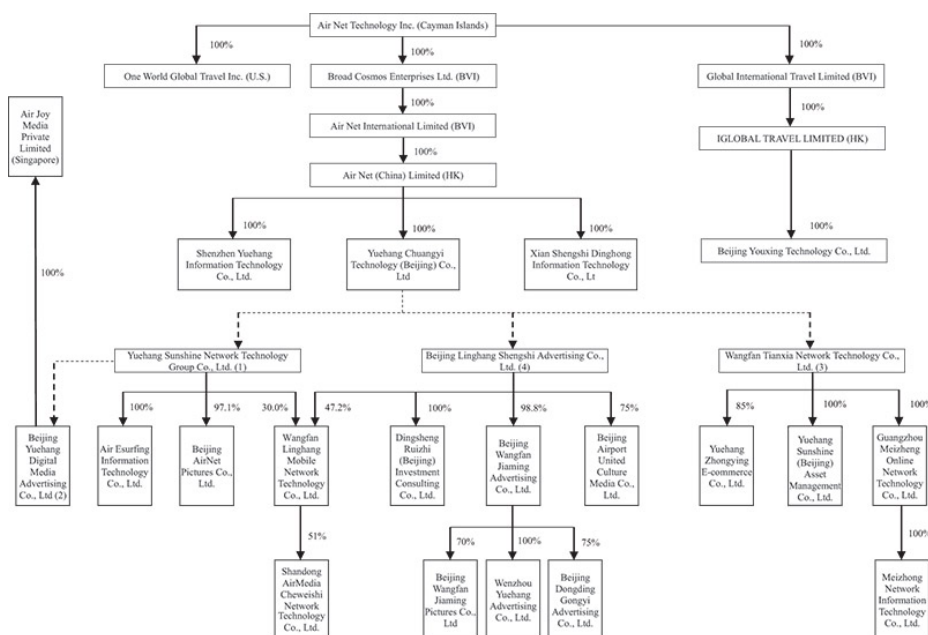 Air Net Technology Inc. (Cayman Islands)
100%
100%
100%
One World Global Travel Inc. (U.S.)
Broad Cosmos Enterprises Ltd. (BVI)
Global International Travel Limited (BVI)
100%
100%
Air Joy
Media
Private
Limited
(Singapore)
Air Net International Limited (BVI)
IGLOBAL TRAVEL LIMITED (HK)
100%
Air Net (China) Limited (HK)
100%
100%
100%
100%
Shenzhen Yuehang
Information Technology
Co., Ltd.
Yuehang Chuangyi
Technology (Beijing) Co.,
Ltd
Xian Shengshi Dinghong
Information Technology
Co., Lt
Beijing Youxing Technology Co., Ltd.
100%
Yuehang Sunshine Network Technology
Group Co., Ltd. (1)
Beijing Linghang Shengshi Advertising Co.,
Ltd. (4)
Wangfan Tianxia Network Technology Co.,
Ltd. (3)
100%
97.1%
30.0%
47.2%
100%
98.8%
75%
85%
100%
100%
Beijing
Yuehang
Digital
Media
Advertising
Co., Ltd (2)
Air Esurfing
Information
Technology
Co., Ltd.
Beijing
AirNet
Pictures Co.,
Ltd.
Wangfan
Linghang
Mobile
Network
Technology
Co., Ltd.
Dingsheng
Ruizhi
(Beijing)
Investment
Consulting
Co., Ltd.
Beijing
Wangfan
Jiaming
Advertising
Co., Ltd.
Beijing
Airport
United
Culture
Media Co.,
Ltd.
Yuehang
Zhongying
E-commerce
Co., Ltd.
Yuehang
Sunshine
(Beijing)
Asset
Management
Co., Ltd.
Guangzhou
Meizheng
Online
Network
Technology
Co., Ltd.
51%
70%
100%
75%
100%
Shandong
AirMedia
Cheweishi
Network
Technology
Co., Ltd.
Beijing
Wangfan
Jiaming
Pictures Co.,
Ltd
Wenzhou
Yuehang
Advertising
Co., Ltd.
Beijing
Dongding
Gongyi
Advertising
Co., Ltd.
Meizhong
Network
Information
Technology
Co., Ltd.